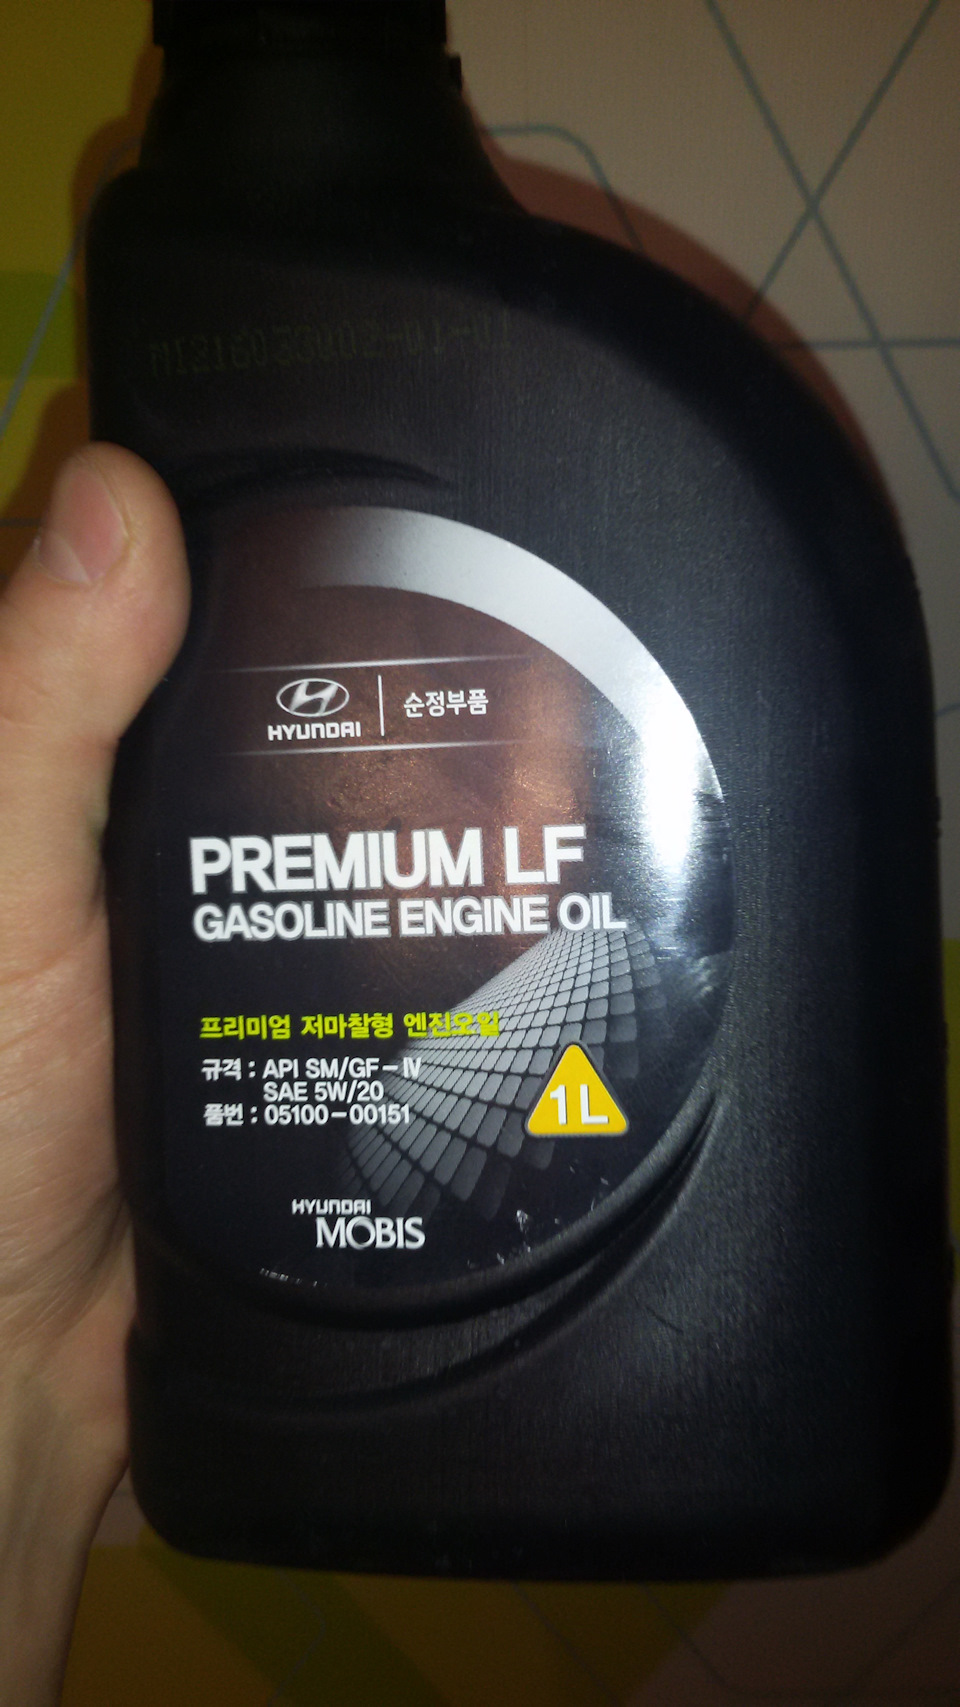 HYUNDAI 순정부품
PREMIUM LF
GASOLINE ENGINE OIL
프리미엄 저마찰형 엔진오일
규격 : API SM/GF-Ⅳ
SAE 5W/20
품번 : 05100-00151
1L
HYUNDAI
MOBIS